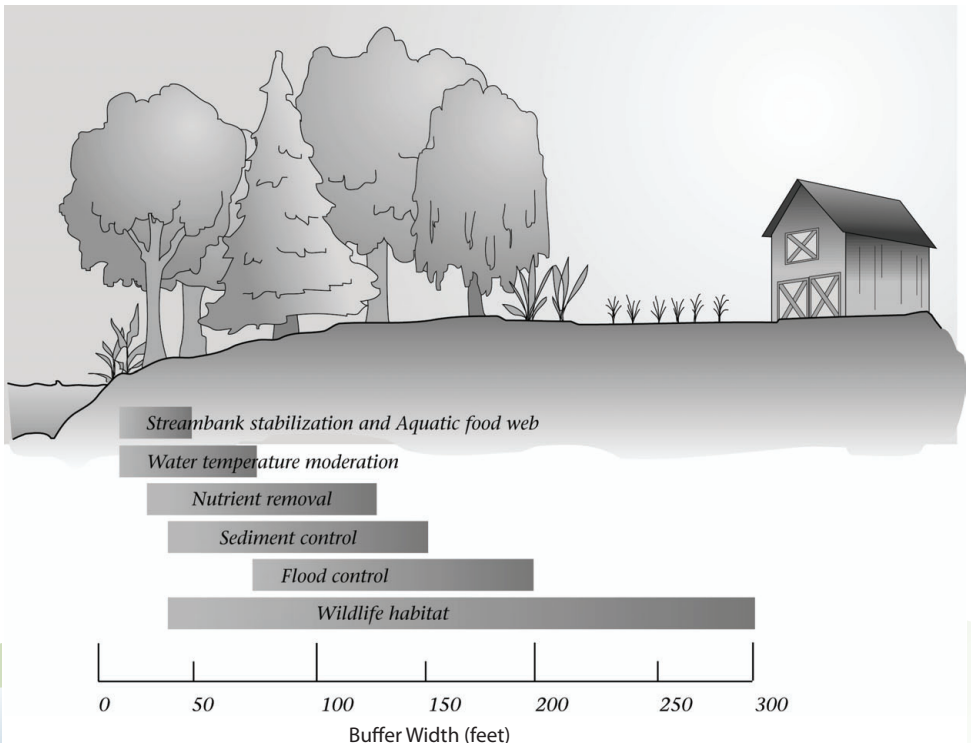 Streambank stabilization and Aquatic food web
Water temperature moderation
Nutrient removal
Sediment control
Flood control
Wildlife habitat
0 50 100 150 200 250 300
Buffer Width (feet)